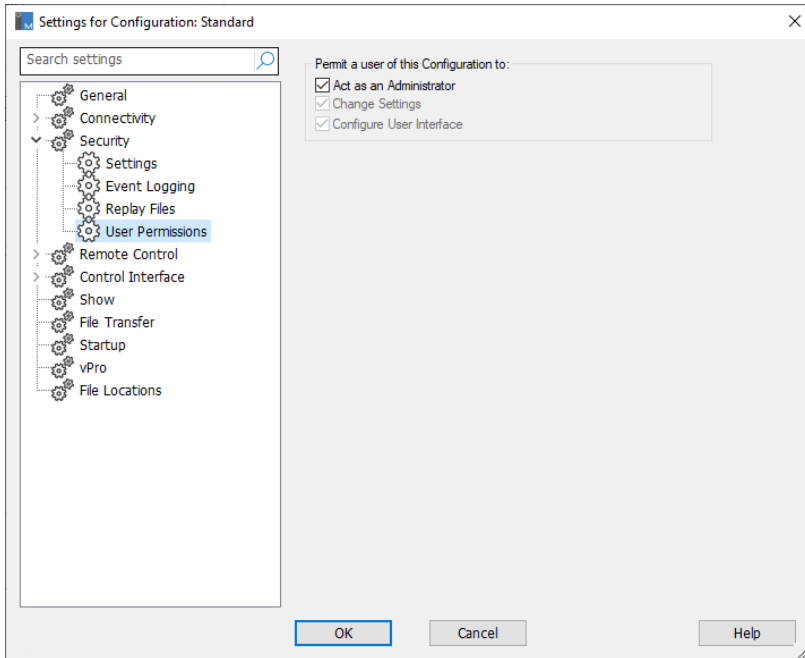 Settings for Configuration: Standard
Search settings
General
Connectivity
Security
Settings
Event Logging
Replay Files
User Permissions
Remote Control
Control Interface
Show
File Transfer
Startup
vPro
File Locations
Permit a user of this Configuration to:
Act as an Administrator
Change Settings
Configure User Interface
OK
Cancel
Help